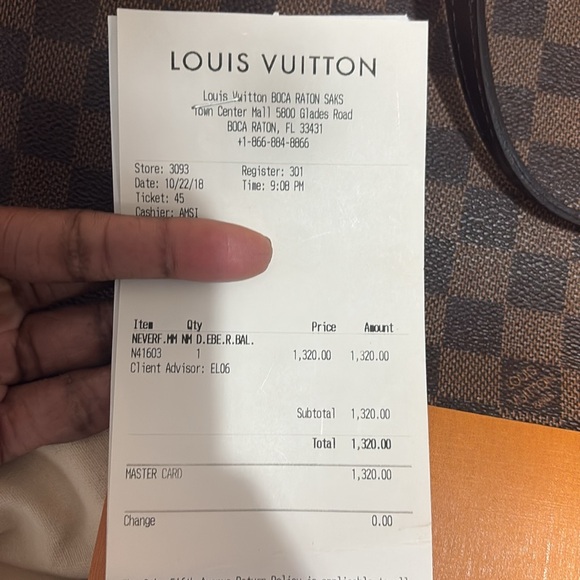 LOUIS VUITTON
Louis Vuitton BOCA RATON SAKS
Town Center Mall 5800 Glades Road
BOCA RATON, FL 33431
+1-866-884-8866
Store: 3093 Register: 301
Date: 10/22/18 Time: 9:08 PM
Ticket: 45
Cashier: AMSI
Item Qty Price Amount
NEVERF.MM NM D.EBE.R.BAL.
N41603 1 1,320.00 1,320.00
Client Advisor: EL06
Subtotal 1,320.00
Total 1,320.00
MASTER CARD 1,320.00
Change 0.00